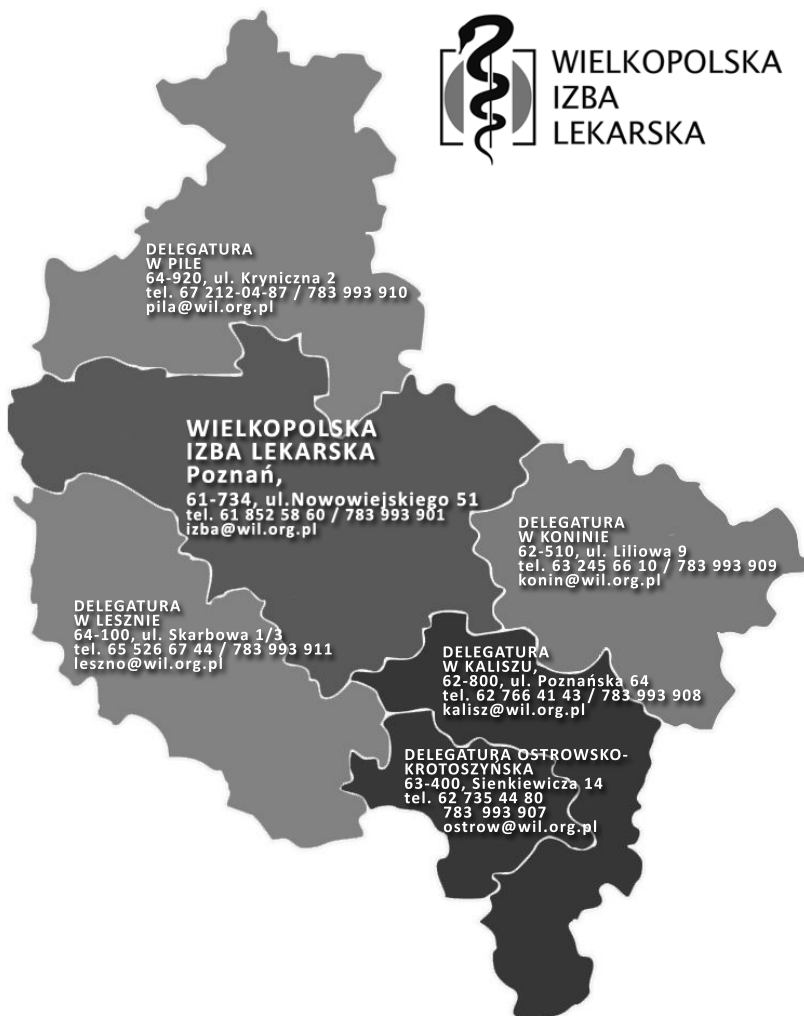 WIELKOPOLSKA
IZBA
LEKARSKA
DELEGATURA
W PILE
64-920, ul. Kryniczna 2
tel. 67 212-04-87 / 783 993 910
pila@wil.org.pl
WIELKOPOLSKA
IZBA LEKARSKA
Poznań,
61-734, ul.Nowowiejskiego 51
tel. 61 852 58 60 / 783 993 901
izba@wil.org.pl
DELEGATURA
W KONINIE
62-510, ul. Liliowa 9
tel. 63 245 66 10 / 783 993 909
konin@wil.org.pl
DELEGATURA
W LESZNIE
64-100, ul. Skarbowa 1/3
tel. 65 526 67 44 / 783 993 911
leszno@wil.org.pl
DELEGATURA
W KALISZU,
62-800, ul. Poznańska 64
tel. 62 766 41 43 / 783 993 908
kalisz@wil.org.pl
DELEGATURA OSTROWSKO-
KROTOSZYŃSKA
63-400, Sienkiewicza 14
tel. 62 735 44 80
783 993 907
ostrow@wil.org.pl